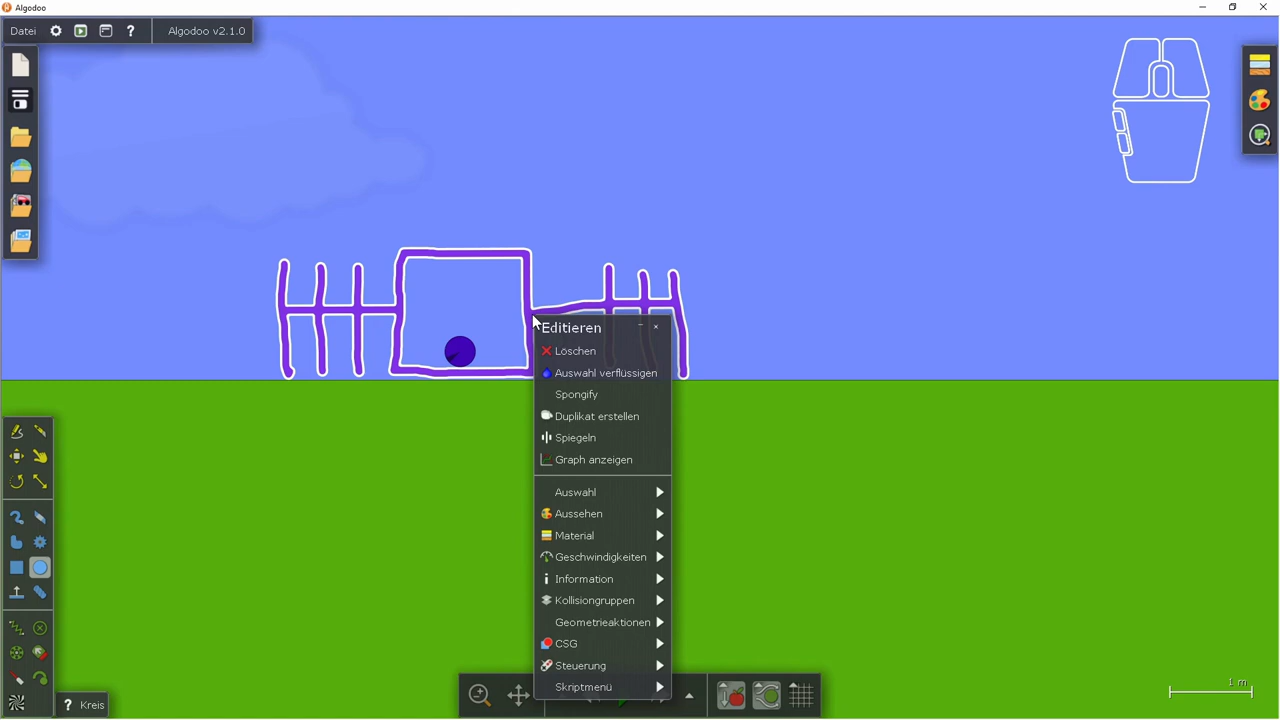 Algodoo
Datei
?
Algodoo v2.1.0
Editieren
Löschen
Auswahl verflüssigen
Spongify
Duplikat erstellen
Spiegeln
Graph anzeigen
Auswahl
Aussehen
Material
Geschwindigkeiten
Information
Kollisiongruppen
Geometrieaktionen
CSG
Steuerung
Skriptmenü
? Kreis
1 m